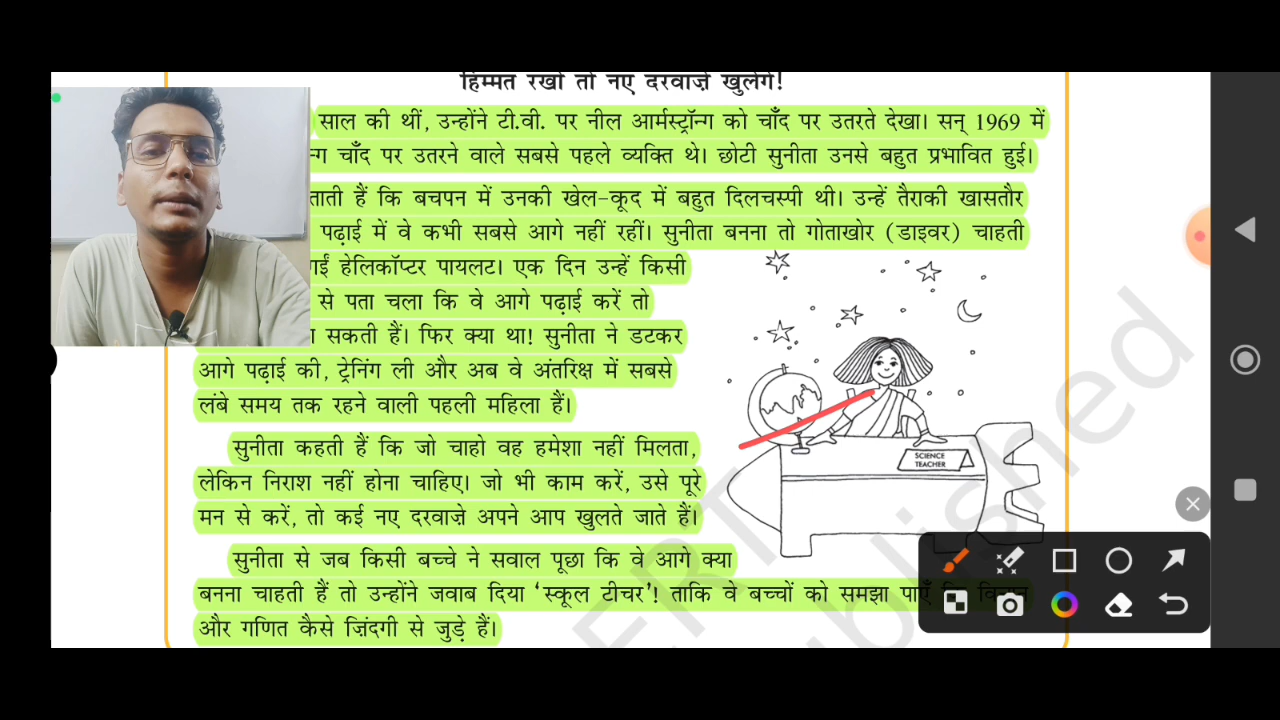 हिम्मत रखो तो नए दरवाज़े खुलेंगे!
साल की थीं, उन्होंने टी.वी. पर नील आर्मस्ट्रॉन्ग को चाँद पर उतरते देखा। सन् 1969 में
चाँद पर उतरने वाले सबसे पहले व्यक्ति थे। छोटी सुनीता उनसे बहुत प्रभावित हुई।
हैं कि बचपन में उनकी खेल-कूद में बहुत दिलचस्पी थी। उन्हें तैराकी खासतौर
पढ़ाई में वे कभी सबसे आगे नहीं रहीं। सुनीता बनना तो गोताखोर (डाइवर) चाहती
हेलिकॉप्टर पायलट। एक दिन उन्हें किसी
से पता चला कि वे आगे पढ़ाई करें तो
सकती हैं। फिर क्या था! सुनीता ने डटकर
आगे पढ़ाई की, ट्रेनिंग ली और अब वे अंतरिक्ष में सबसे
लंबे समय तक रहने वाली पहली महिला हैं।
सुनीता कहती हैं कि जो चाहो वह हमेशा नहीं मिलता,
लेकिन निराश नहीं होना चाहिए। जो भी काम करें, उसे पूरे
मन से करें, तो कई नए दरवाज़े अपने आप खुलते जाते हैं।
SCIENCE
TEACHER
सुनीता से जब किसी बच्चे ने सवाल पूछा कि वे आगे क्या
बनना चाहती हैं तो उन्होंने जवाब दिया ‘स्कूल टीचर’! ताकि वे बच्चों को समझा पाएँ
और गणित कैसे ज़िंदगी से जुड़े हैं।